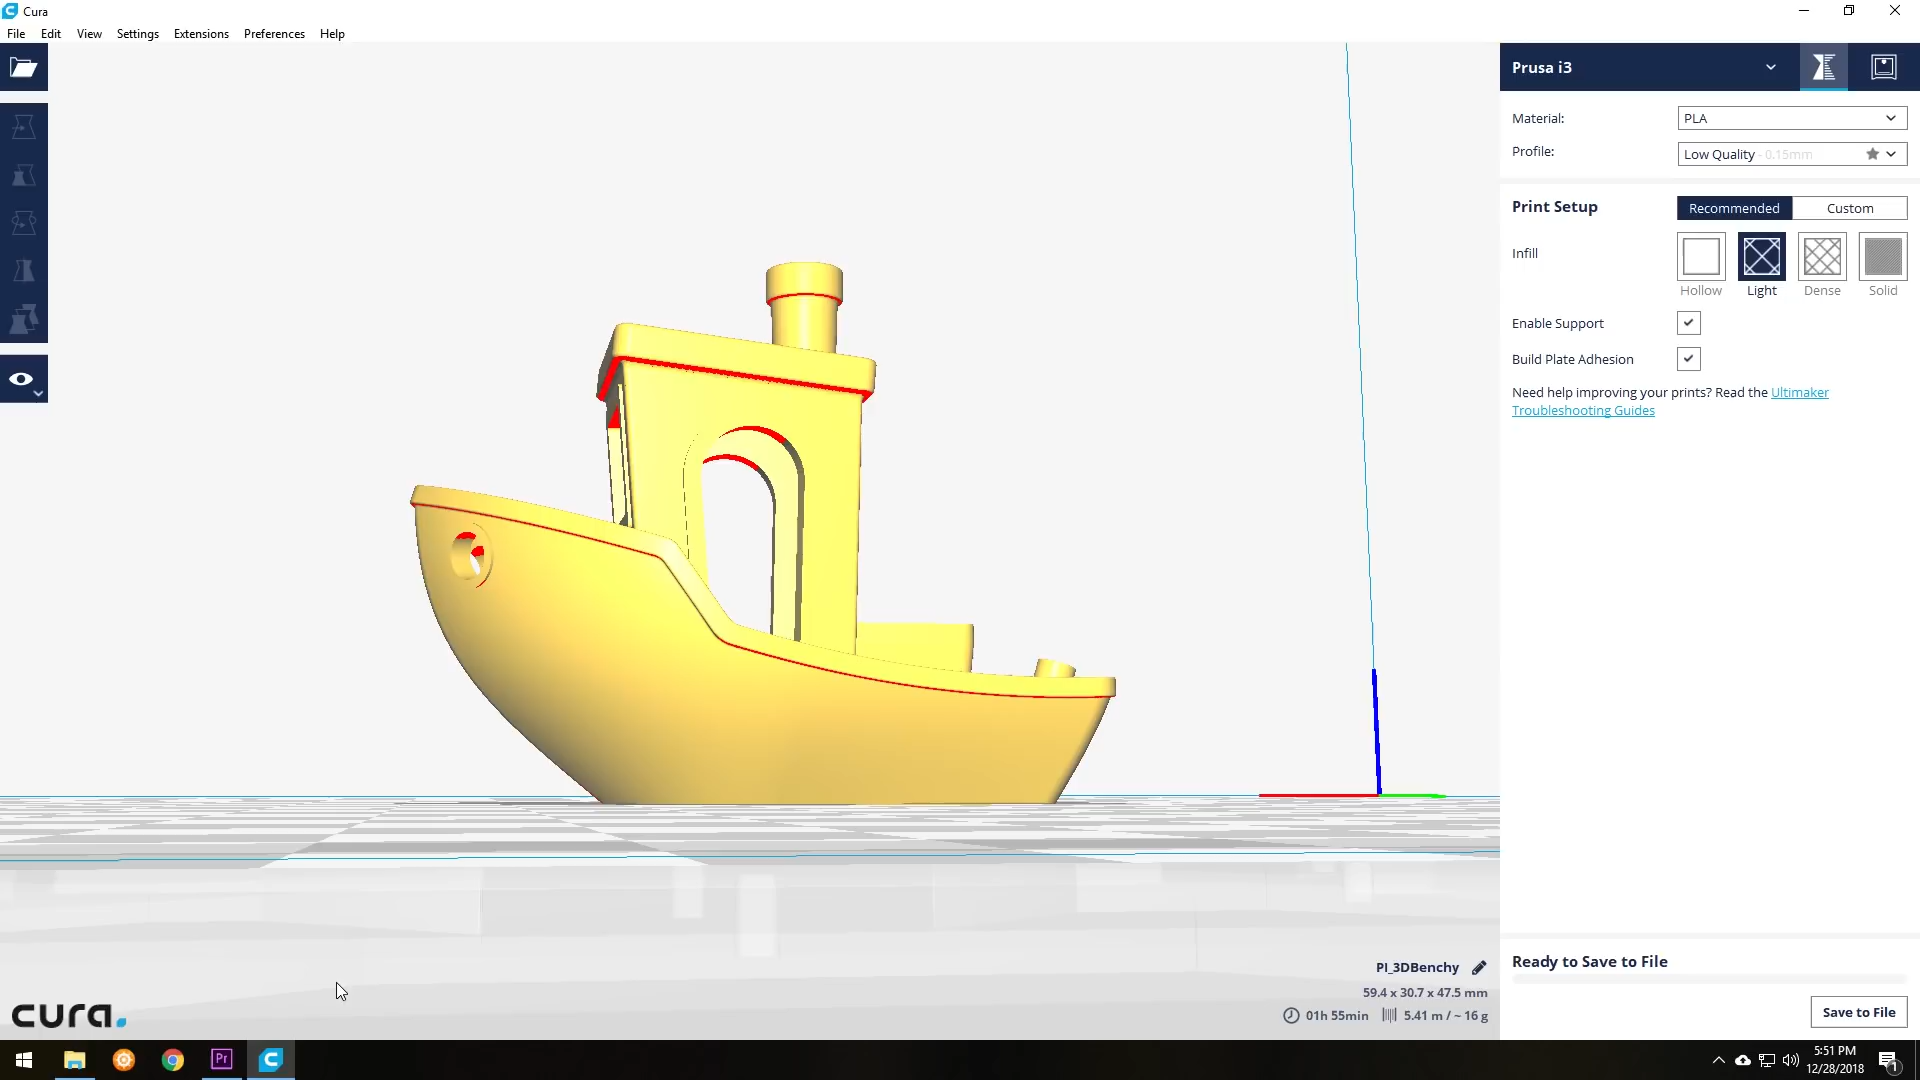 Cura
File Edit View Settings Extensions Preferences Help
Prusa i3
Material: PLA
Profile: Low Quality - 0.15mm
Print Setup Recommended Custom
Infill
Hollow Light Dense Solid
Enable Support
Build Plate Adhesion
Need help improving your prints? Read the Ultimaker
Troubleshooting Guides
PI_3DBenchy
59.4 x 30.7 x 47.5 mm
01h 55min 5.41 m / ~ 16 g
Ready to Save to File
Save to File
cura.
Pr
5:51 PM
12/28/2018
1